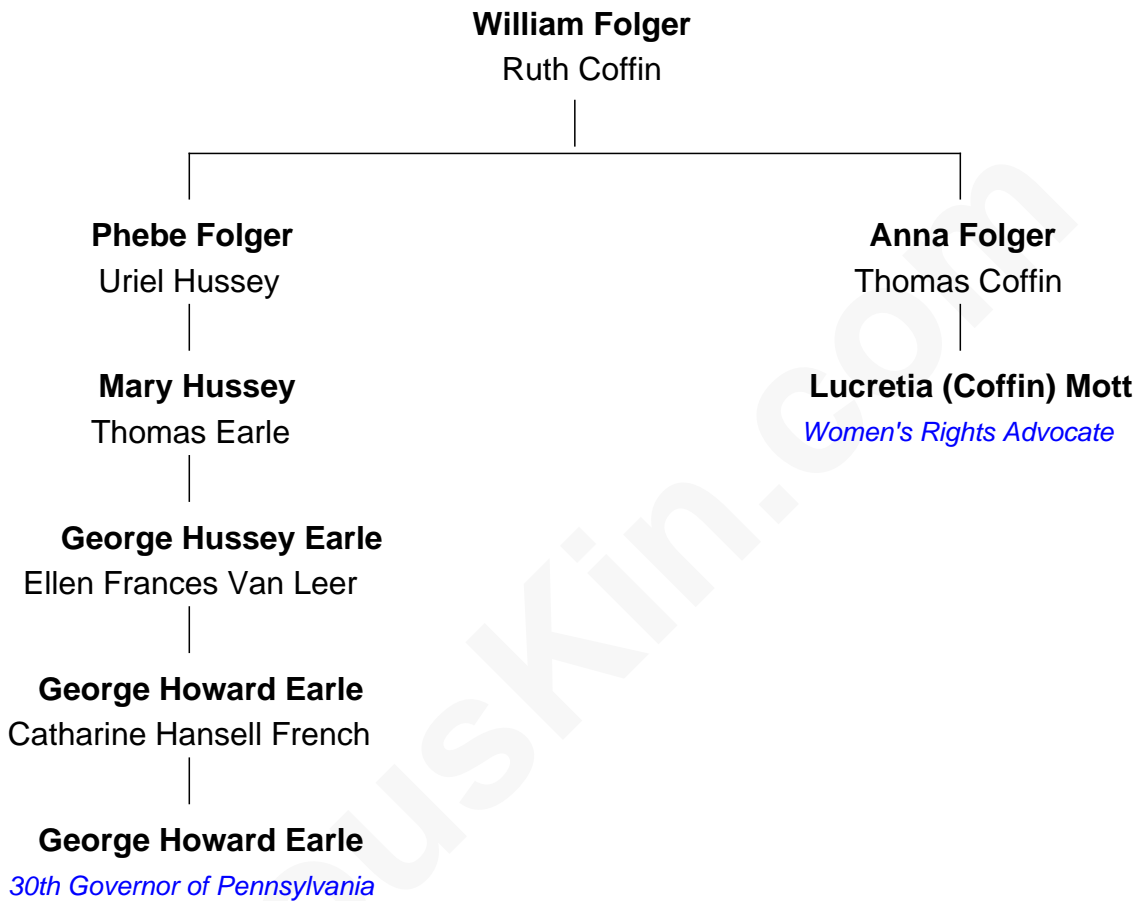 William Folger
Ruth Coffin
Phebe Folger
Uriel Hussey
Anna Folger
Thomas Coffin
Mary Hussey
Thomas Earle
Lucretia (Coffin) Mott
Women's Rights Advocate
George Hussey Earle
Ellen Frances Van Leer
George Howard Earle
Catharine Hansell French
George Howard Earle
30th Governor of Pennsylvania
usKin.com